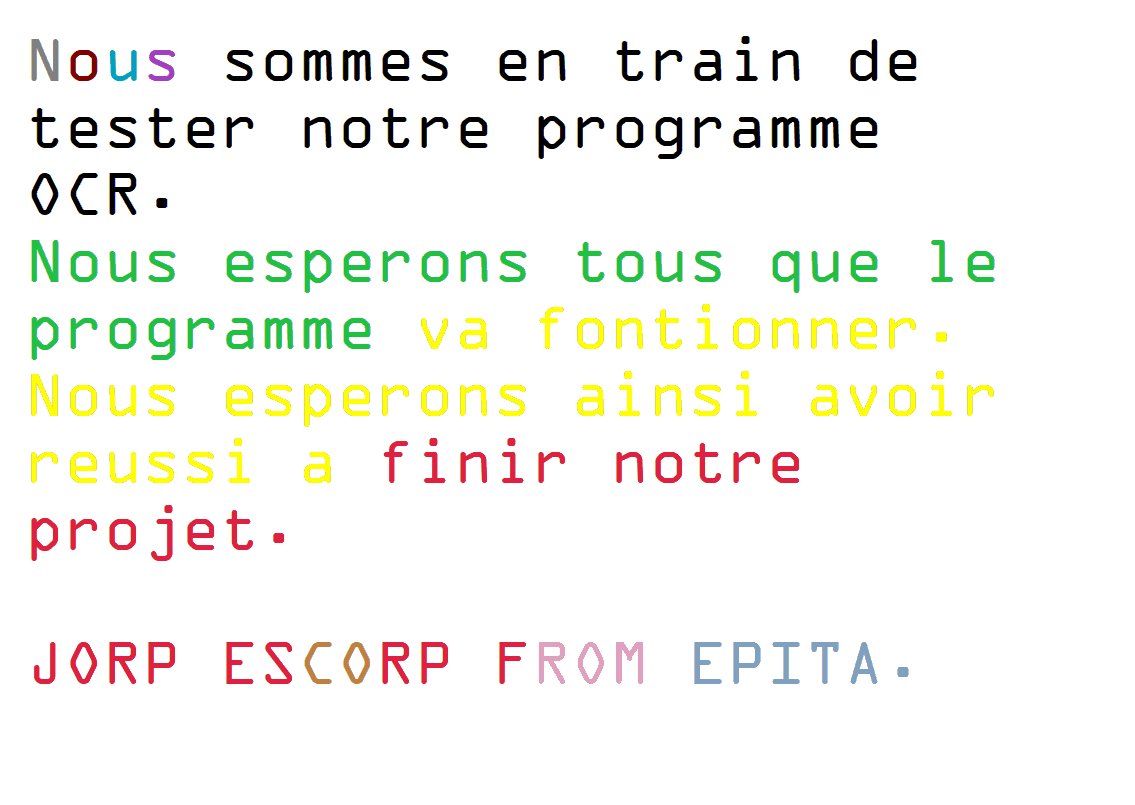 Nous sommes en train de
tester notre programme
OCR.
Nous esperons tous que le
programme va fontionner.
Nous esperons ainsi avoir
reussi a finir notre
projet.
JORP ESCORP FROM EPITA.